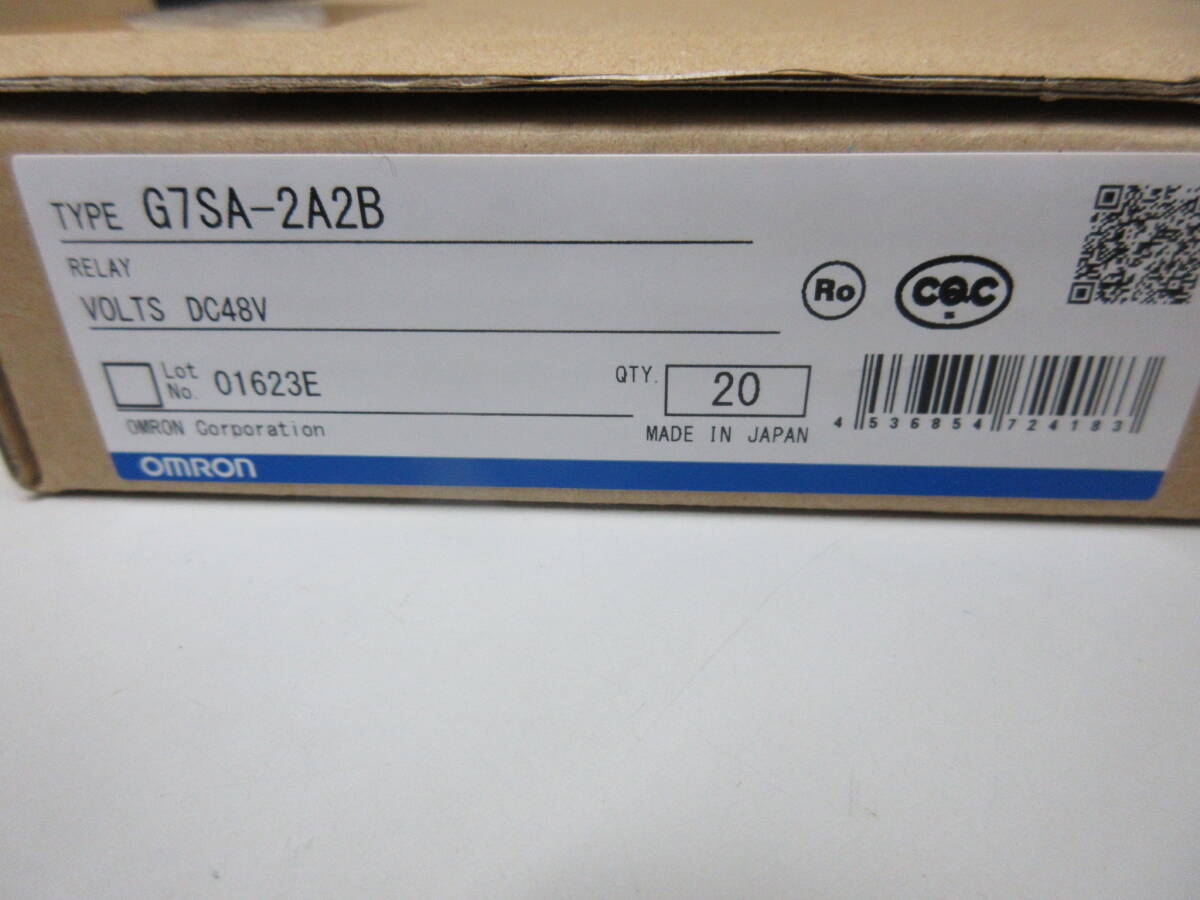 TYPE G7SA-2A2B
RELAY
VOLTS DC48V
Ro
CQC
Lot No. 01623E
QTY. 20
OMRON Corporation
MADE IN JAPAN
4 536854 724183
OMRON